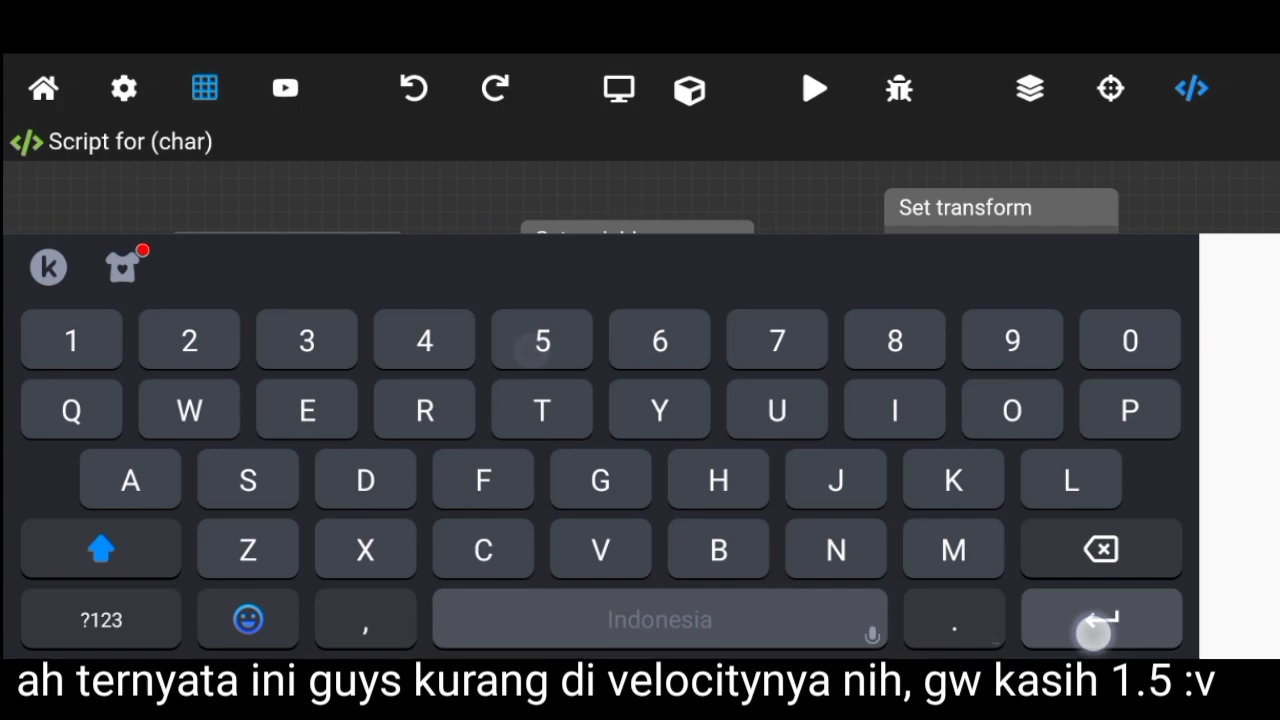 Script for (char)
Set transform
k
1 2 3 4 5 6 7 8 9 0
Q W E R T Y U I O P
A S D F G H J K L
Z X C V B N M
?123 , Indonesia .
ah ternyata ini guys kurang di velocitynya nih, gw kasih 1.5 :v